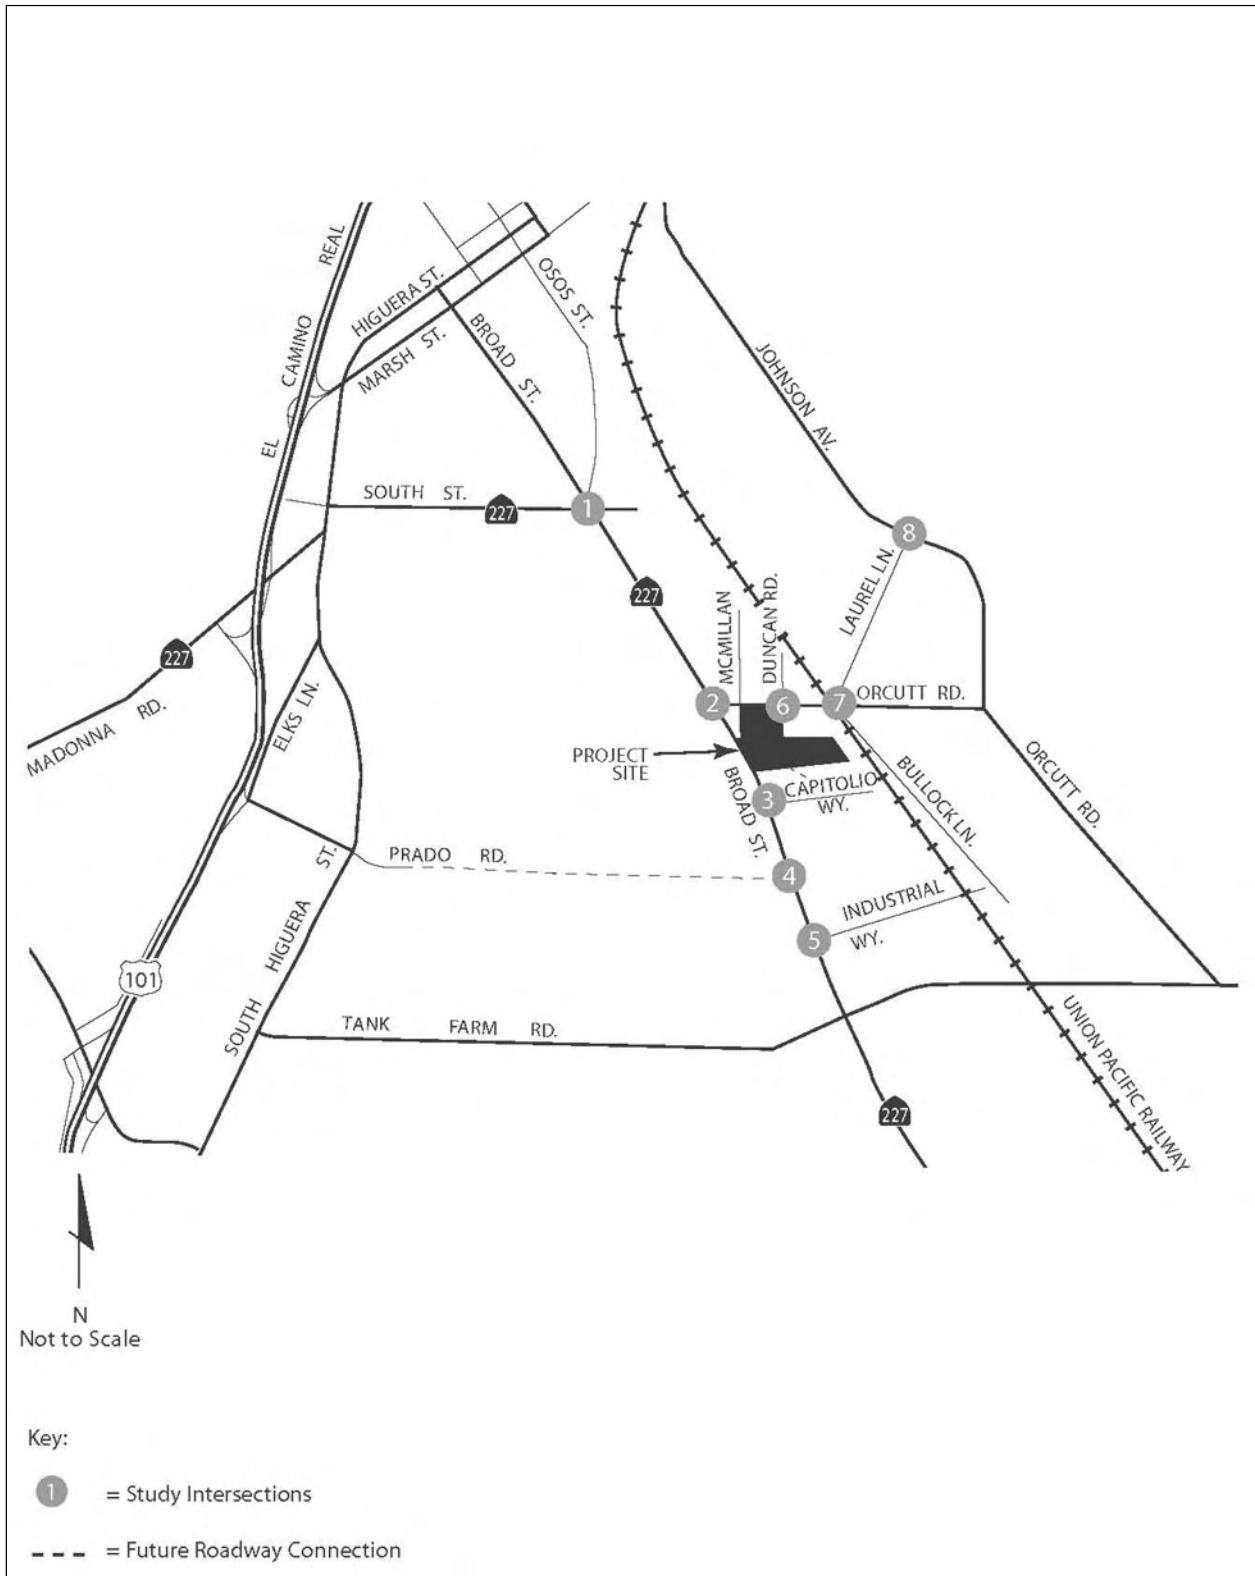 EL CAMINO REAL
HIGUERA ST.
MARSH ST.
BROAD ST.
OSOS ST.
JOHNSON AV.
SOUTH ST.
227
1
8
227
LAUREL LN.
MCMILLAN
DUNCAN RD.
227
MADONNA RD.
ELKS LN.
2
6
7
ORCUTT RD.
PROJECT
SITE
BROAD ST.
3
CAPITOLIO
WY.
BULLOCK LN.
ORCUTT RD.
PRADO RD.
4
SOUTH HIGUERA ST.
INDUSTRIAL
WY.
5
101
TANK FARM RD.
UNION PACIFIC RAILWAY
227
N
Not to Scale
Key:
1 = Study Intersections
= Future Roadway Connection